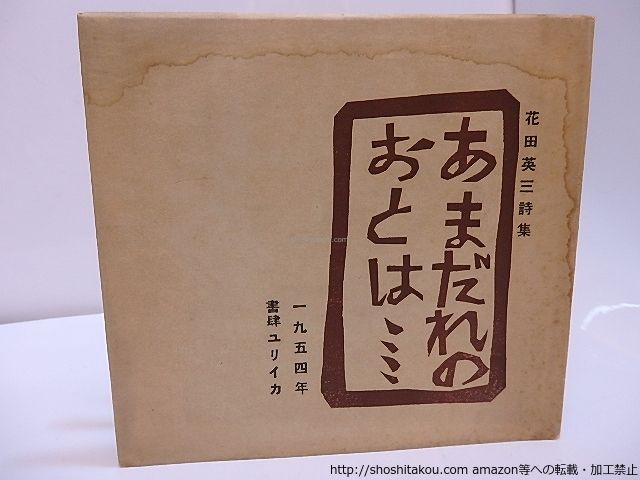 花田英三詩集
あまだれの
おとは……
一九五四年
書肆ユリイカ
shoshitakou.com
http://shoshitakou.com amazon等への転載・加工禁止